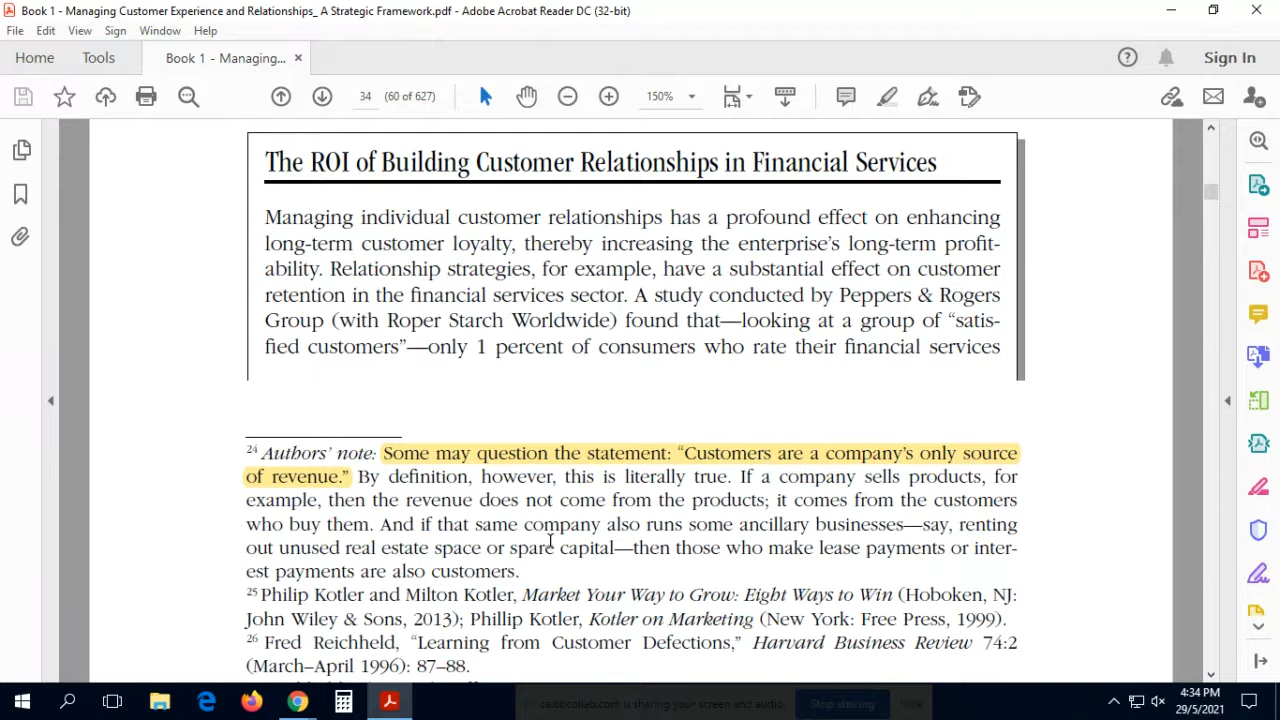 Book 1 - Managing Customer Experience and Relationships_ A Strategic Framework.pdf - Adobe Acrobat Reader DC (32-bit)
File Edit View Sign Window Help
Home Tools Book 1 - Managing... × Sign In
34 (60 of 627) 150%
The ROI of Building Customer Relationships in Financial Services
Managing individual customer relationships has a profound effect on enhancing
long-term customer loyalty, thereby increasing the enterprise's long-term profit-
ability. Relationship strategies, for example, have a substantial effect on customer
retention in the financial services sector. A study conducted by Peppers & Rogers
Group (with Roper Starch Worldwide) found that—looking at a group of “satis-
fied customers”—only 1 percent of consumers who rate their financial services
24 Authors’ note: Some may question the statement: “Customers are a company’s only source
of revenue.” By definition, however, this is literally true. If a company sells products, for
example, then the revenue does not come from the products; it comes from the customers
who buy them. And if that same company also runs some ancillary businesses—say, renting
out unused real estate space or spare capital—then those who make lease payments or inter-
est payments are also customers.
25 Philip Kotler and Milton Kotler, Market Your Way to Grow: Eight Ways to Win (Hoboken, NJ:
John Wiley & Sons, 2013); Phillip Kotler, Kotler on Marketing (New York: Free Press, 1999).
26 Fred Reichheld, “Learning from Customer Defections,” Harvard Business Review 74:2
(March–April 1996): 87–88.
ca.bbcollab.com is sharing your screen and audio. Stop sharing Hide
4:34 PM
29/5/2021